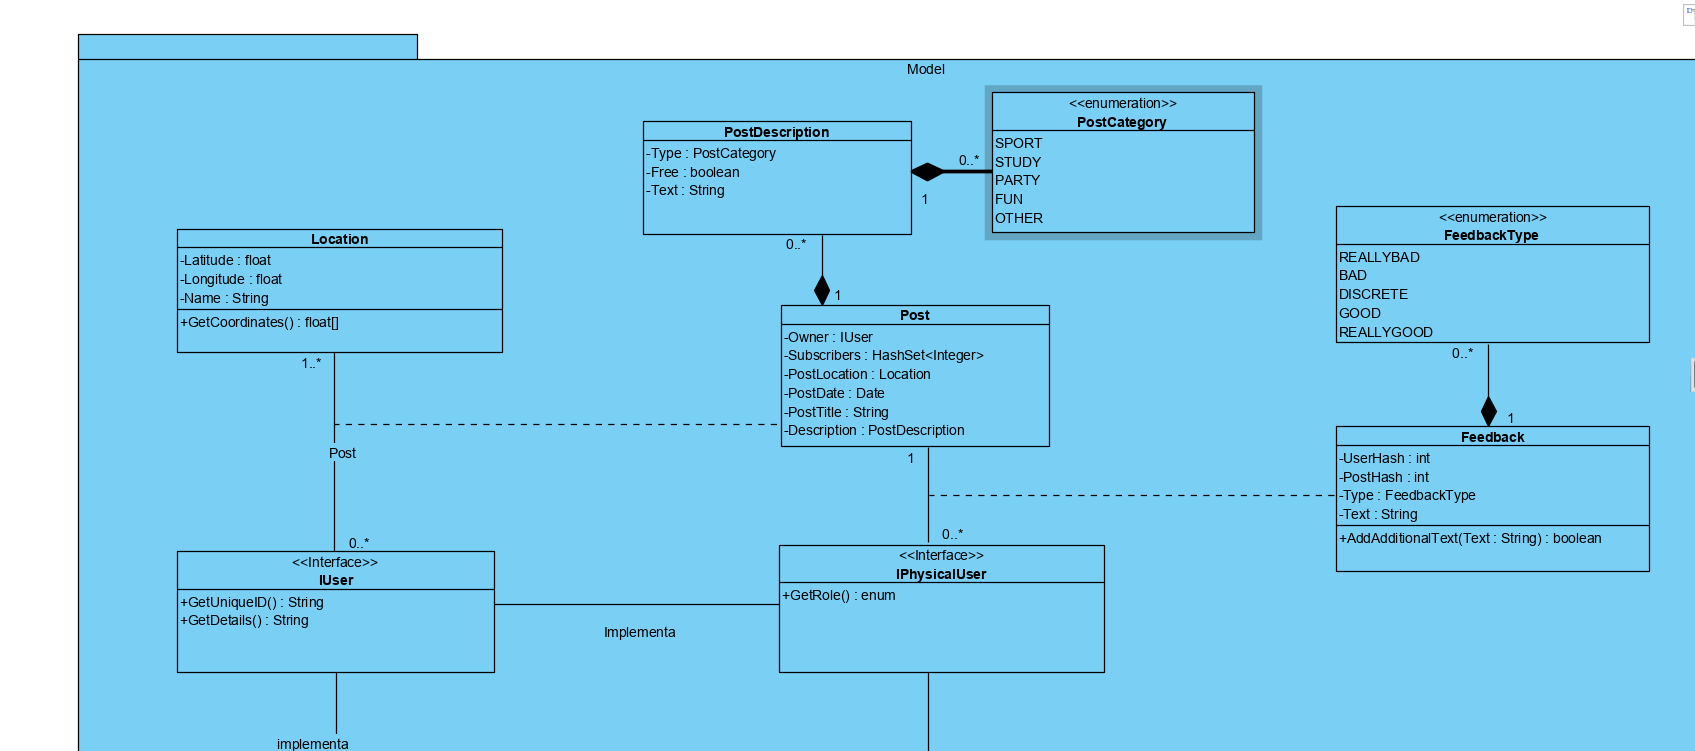 Model
<<enumeration>>
PostCategory
SPORT
STUDY
PARTY
FUN
OTHER
PostDescription
-Type : PostCategory
-Free : boolean
-Text : String
0..*
1
<<enumeration>>
FeedbackType
REALLYBAD
BAD
DISCRETE
GOOD
REALLYGOOD
Location
-Latitude : float
-Longitude : float
-Name : String
+GetCoordinates() : float[]
0..*
1
Post
-Owner : IUser
-Subscribers : HashSet<Integer>
-PostLocation : Location
-PostDate : Date
-PostTitle : String
-Description : PostDescription
1..*
0..*
1
Feedback
-UserHash : int
-PostHash : int
-Type : FeedbackType
-Text : String
+AddAdditionalText(Text : String) : boolean
Post
1
0..*
0..*
<<Interface>>
IUser
+GetUniqueID() : String
+GetDetails() : String
<<Interface>>
IPhysicalUser
+GetRole() : enum
Implementa
implementa